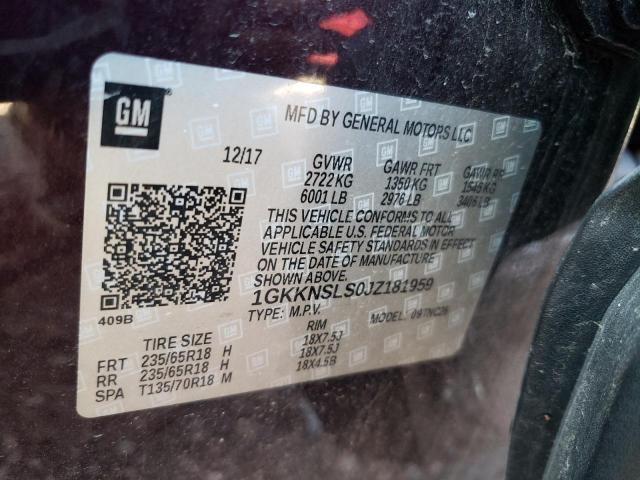 GM
MFD BY GENERAL MOTORS LLC
12/17 GVWR GAWR FRT GAWR RR
2722 KG 1350 KG 1545 KG
6001 LB 2976 LB 3406 LB
THIS VEHICLE CONFORMS TO ALL
APPLICABLE U.S. FEDERAL MOTOR
VEHICLE SAFETY STANDARDS IN EFFECT
ON THE DATE OF MANUFACTURE
SHOWN ABOVE.
1GKKNSLS0JZ181959
409B TYPE: M.P.V. MODEL:
TIRE SIZE RIM
FRT 235/65R18 H 18X7.5J
RR 235/65R18 H 18X7.5J
SPA T135/70R18 M 18X4.5B